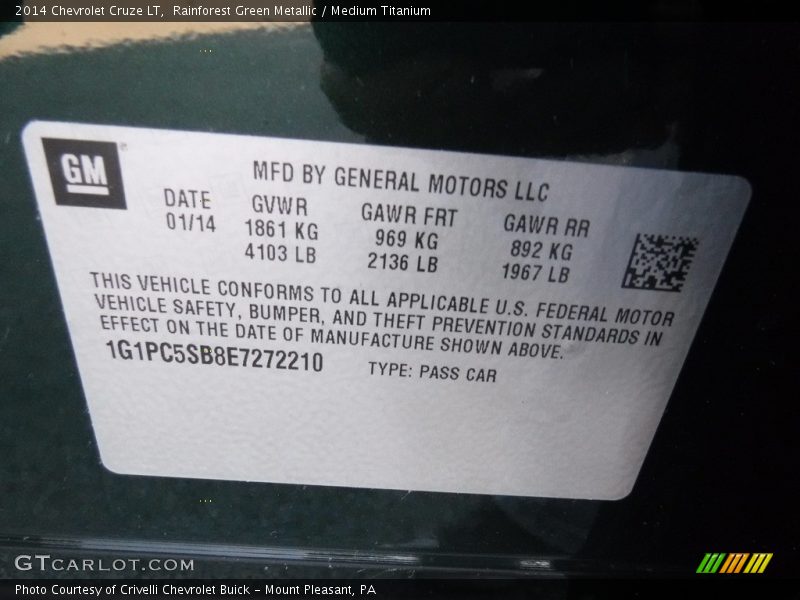 2014 Chevrolet Cruze LT, Rainforest Green Metallic / Medium Titanium
GM
MFD BY GENERAL MOTORS LLC
DATE GVWR GAWR FRT GAWR RR
01/14 1861 KG 969 KG 892 KG
4103 LB 2136 LB 1967 LB
THIS VEHICLE CONFORMS TO ALL APPLICABLE U.S. FEDERAL MOTOR
VEHICLE SAFETY, BUMPER, AND THEFT PREVENTION STANDARDS IN
EFFECT ON THE DATE OF MANUFACTURE SHOWN ABOVE.
1G1PC5SB8E7272210 TYPE: PASS CAR
GTCARLOT.COM
Photo Courtesy of Crivelli Chevrolet Buick - Mount Pleasant, PA